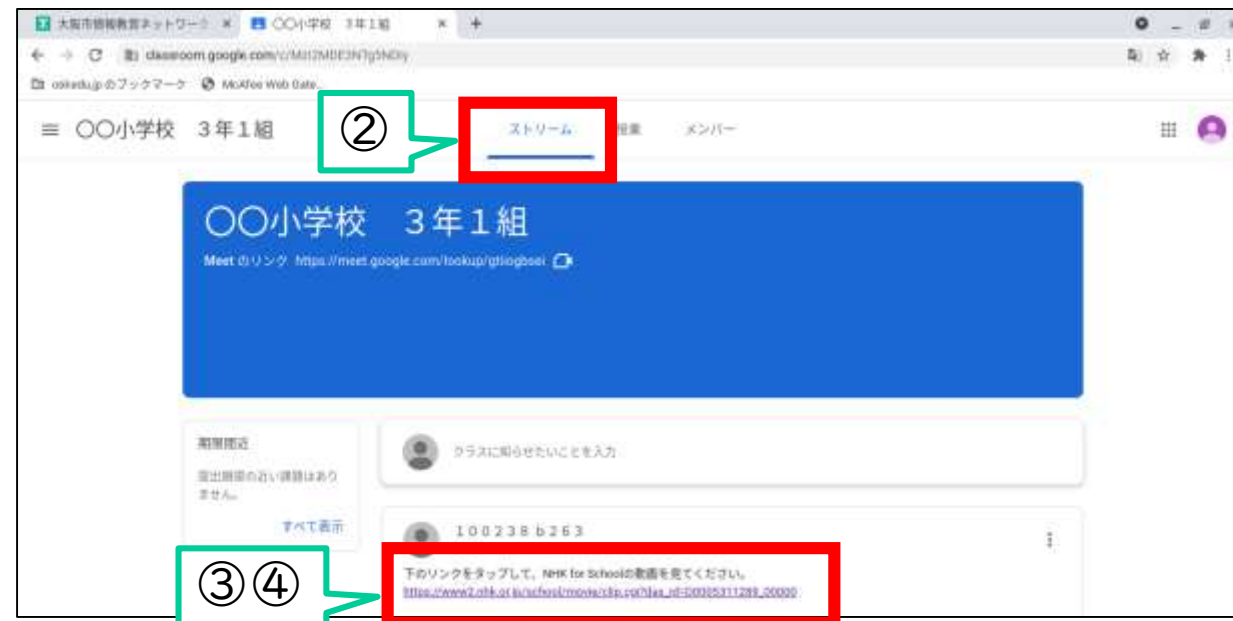 大阪市情報教育ネットワーク
〇〇小学校 3年1組
classroom.google.com/c/
oskedu.jp のブックマーク McAfee Web Gate...
〇〇小学校 3年1組
②
ストリーム 授業 メンバー
〇〇小学校 3年1組
Meet のリンク https://meet.google.com/lookup/
期限間近
提出期限の近い課題はあり
ません。
すべて表示
クラスに知らせたいことを入力
100238b263
③④
下のリンクをタップして、NHK for Schoolの動画を見てください。
https://www2.nhk.or.jp/school/movie/clip.cgi?das_id=D0005311289_00000